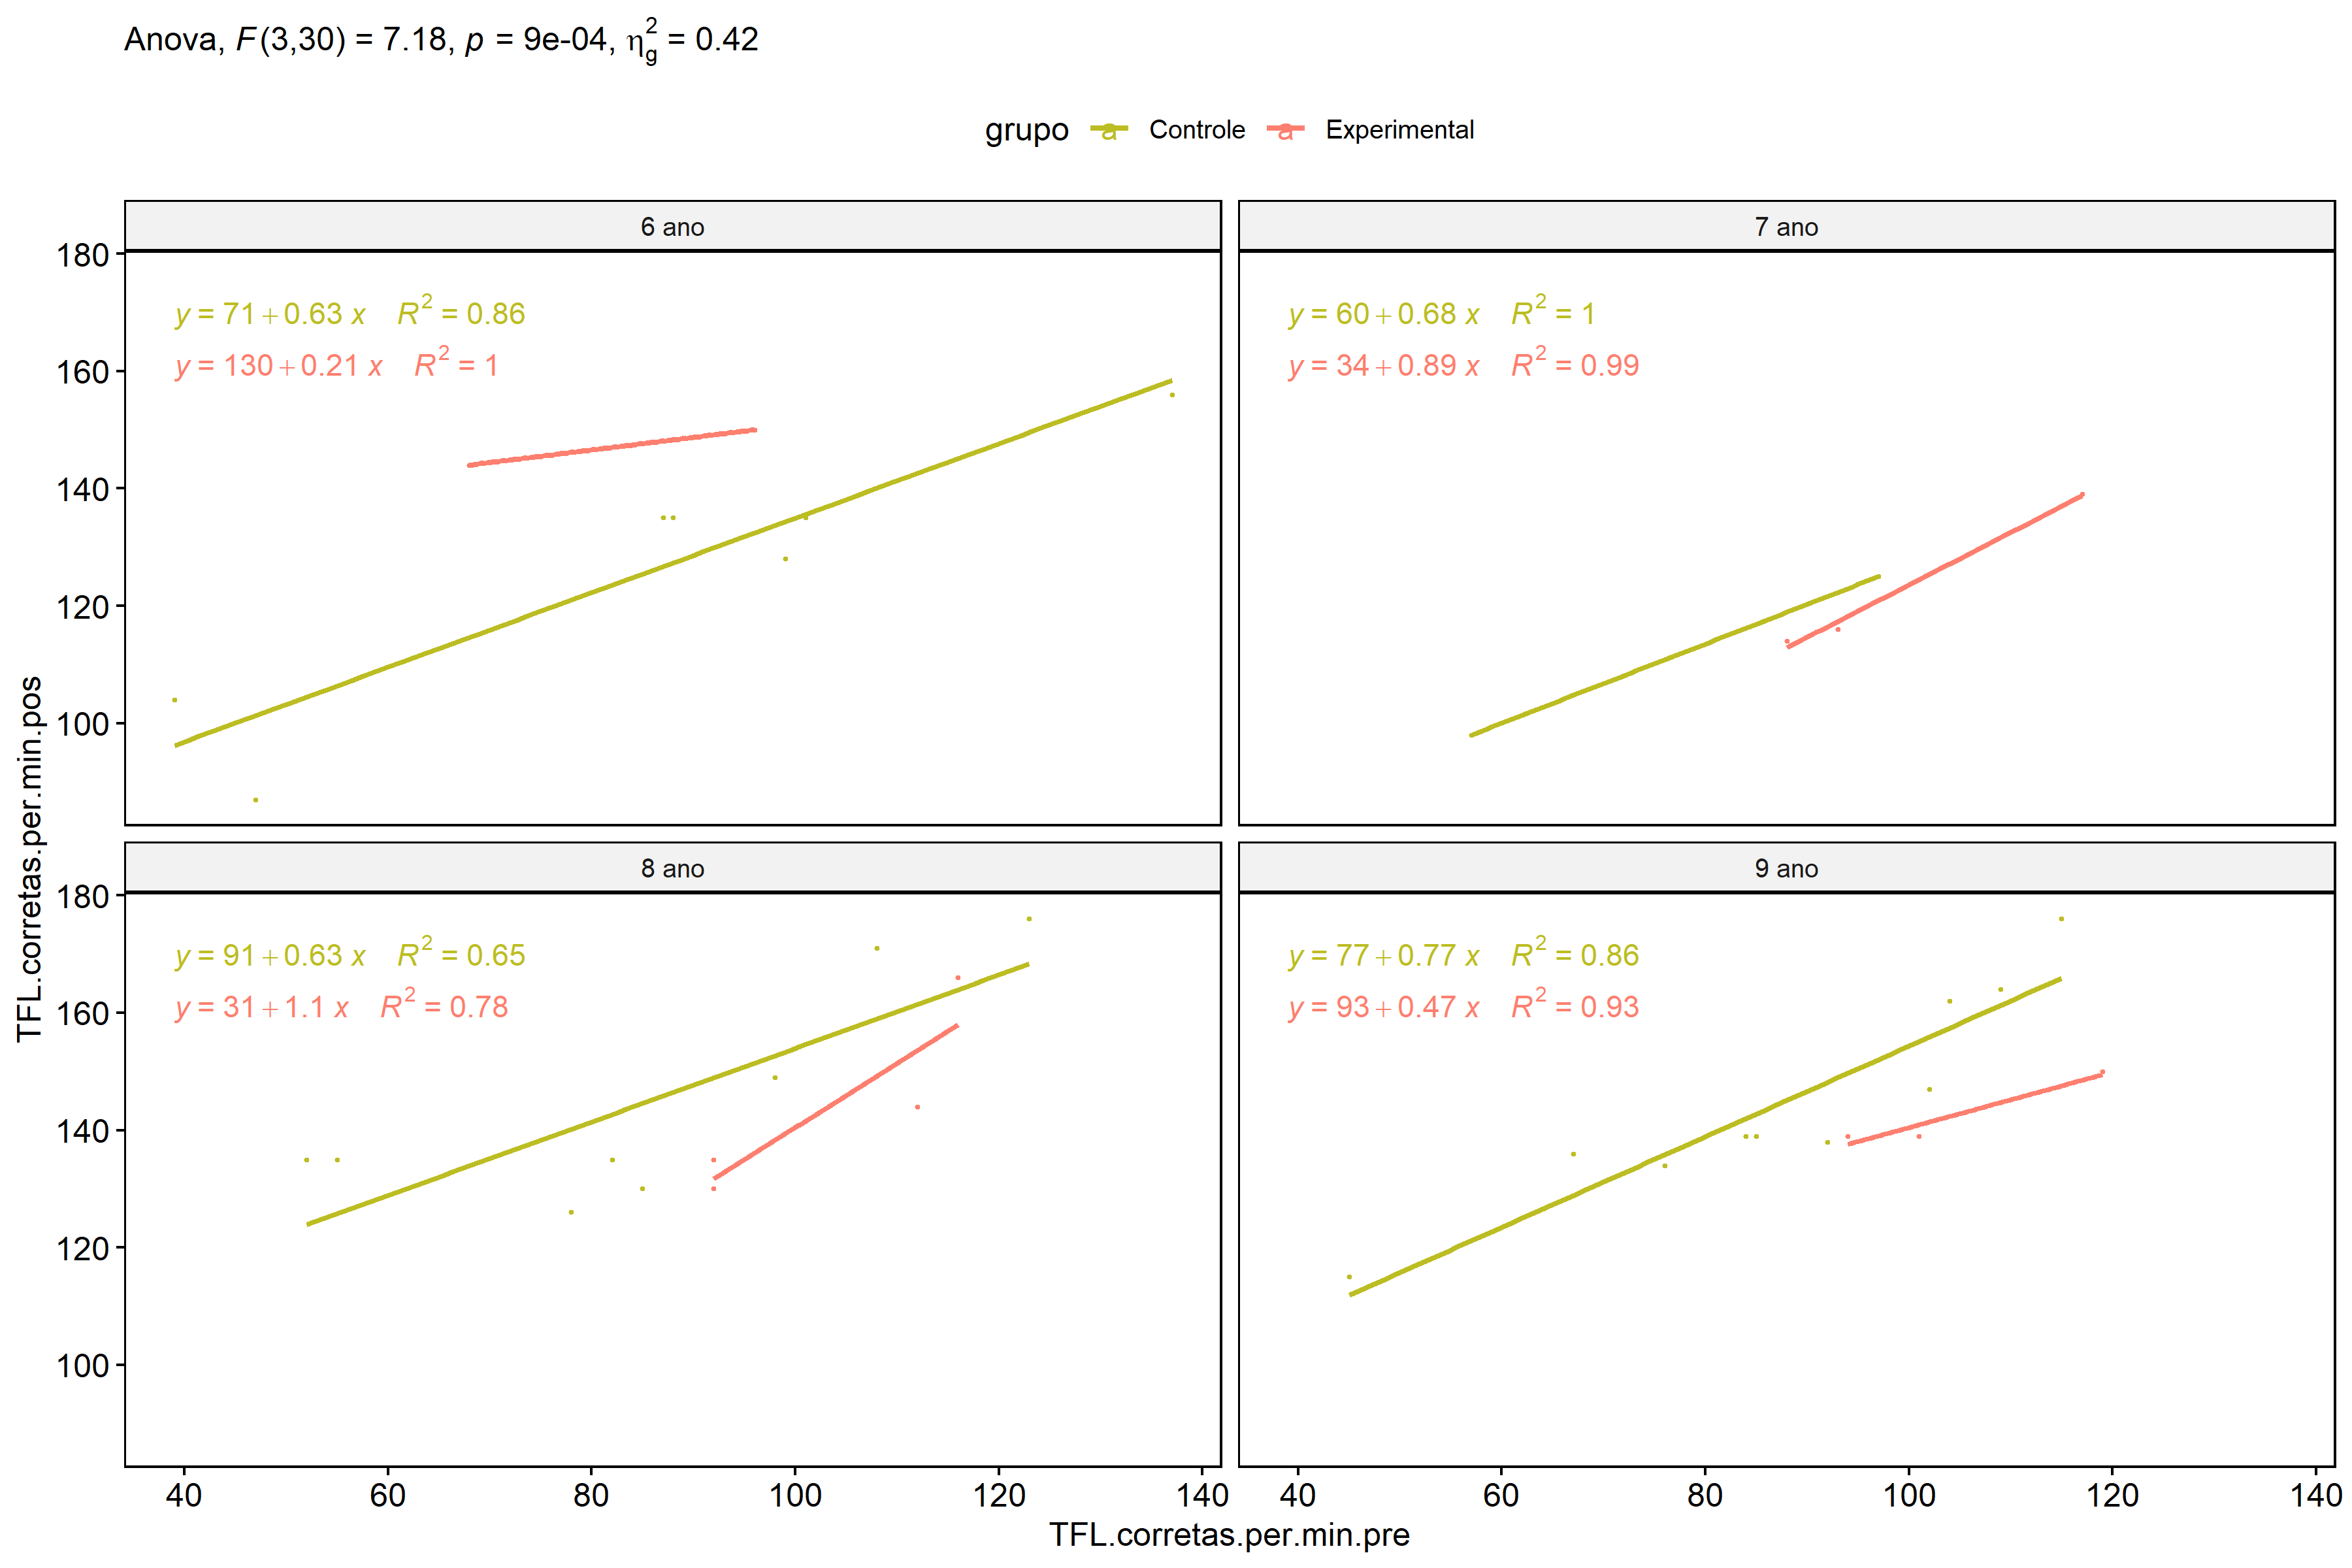 Anova, F(3,30) = 7.18, p = 9e-04, η²g = 0.42
grupo a Controle a Experimental
6 ano
7 ano
180
160
140
120
100
y = 71 + 0.63 x R² = 0.86
y = 130 + 0.21 x R² = 1
y = 60 + 0.68 x R² = 1
y = 34 + 0.89 x R² = 0.99
TFL.corretas.per.min.pos
8 ano
9 ano
180
160
140
120
100
y = 91 + 0.63 x R² = 0.65
y = 31 + 1.1 x R² = 0.78
y = 77 + 0.77 x R² = 0.86
y = 93 + 0.47 x R² = 0.93
40 60 80 100 120 140
40 60 80 100 120 140
TFL.corretas.per.min.pre